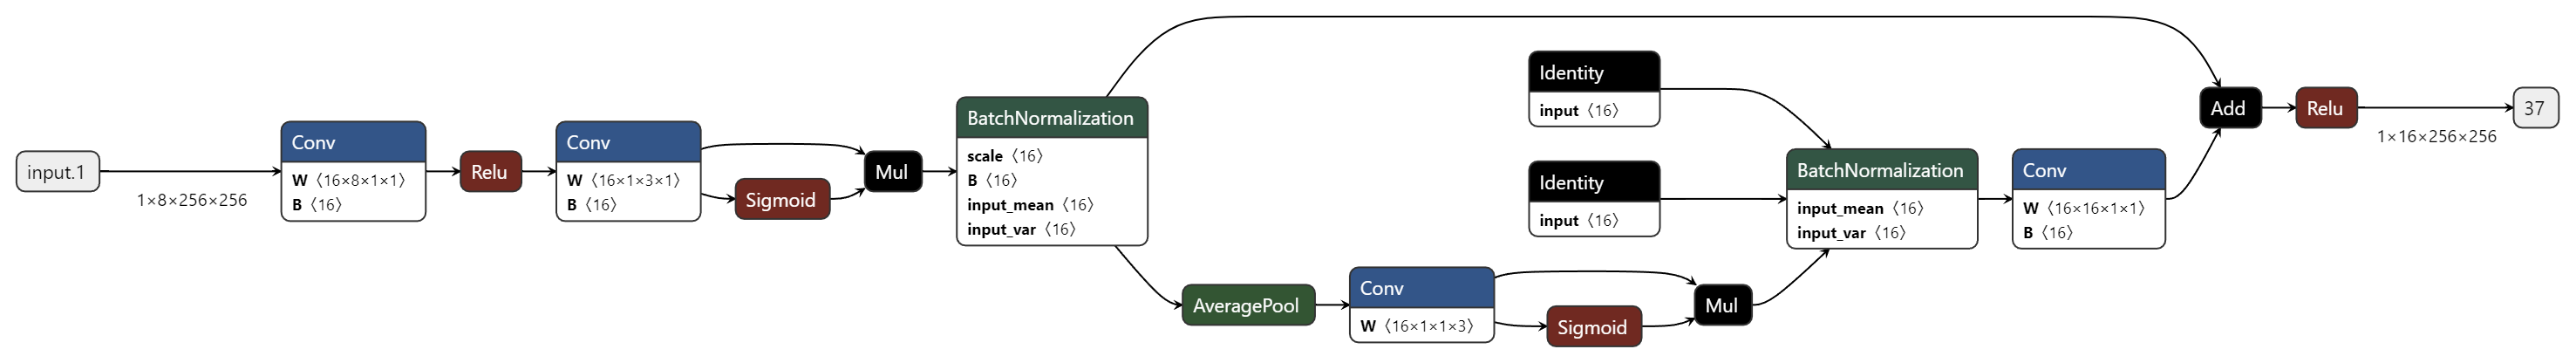 input.1
1×8×256×256
Conv
W 〈16×8×1×1〉
B 〈16〉
Relu
Conv
W 〈16×1×3×1〉
B 〈16〉
Sigmoid
Mul
BatchNormalization
scale 〈16〉
B 〈16〉
input_mean 〈16〉
input_var 〈16〉
AveragePool
Conv
W 〈16×1×1×3〉
Sigmoid
Mul
Identity
input 〈16〉
Identity
input 〈16〉
BatchNormalization
input_mean 〈16〉
input_var 〈16〉
Conv
W 〈16×16×1×1〉
B 〈16〉
Add
Relu
1×16×256×256
37